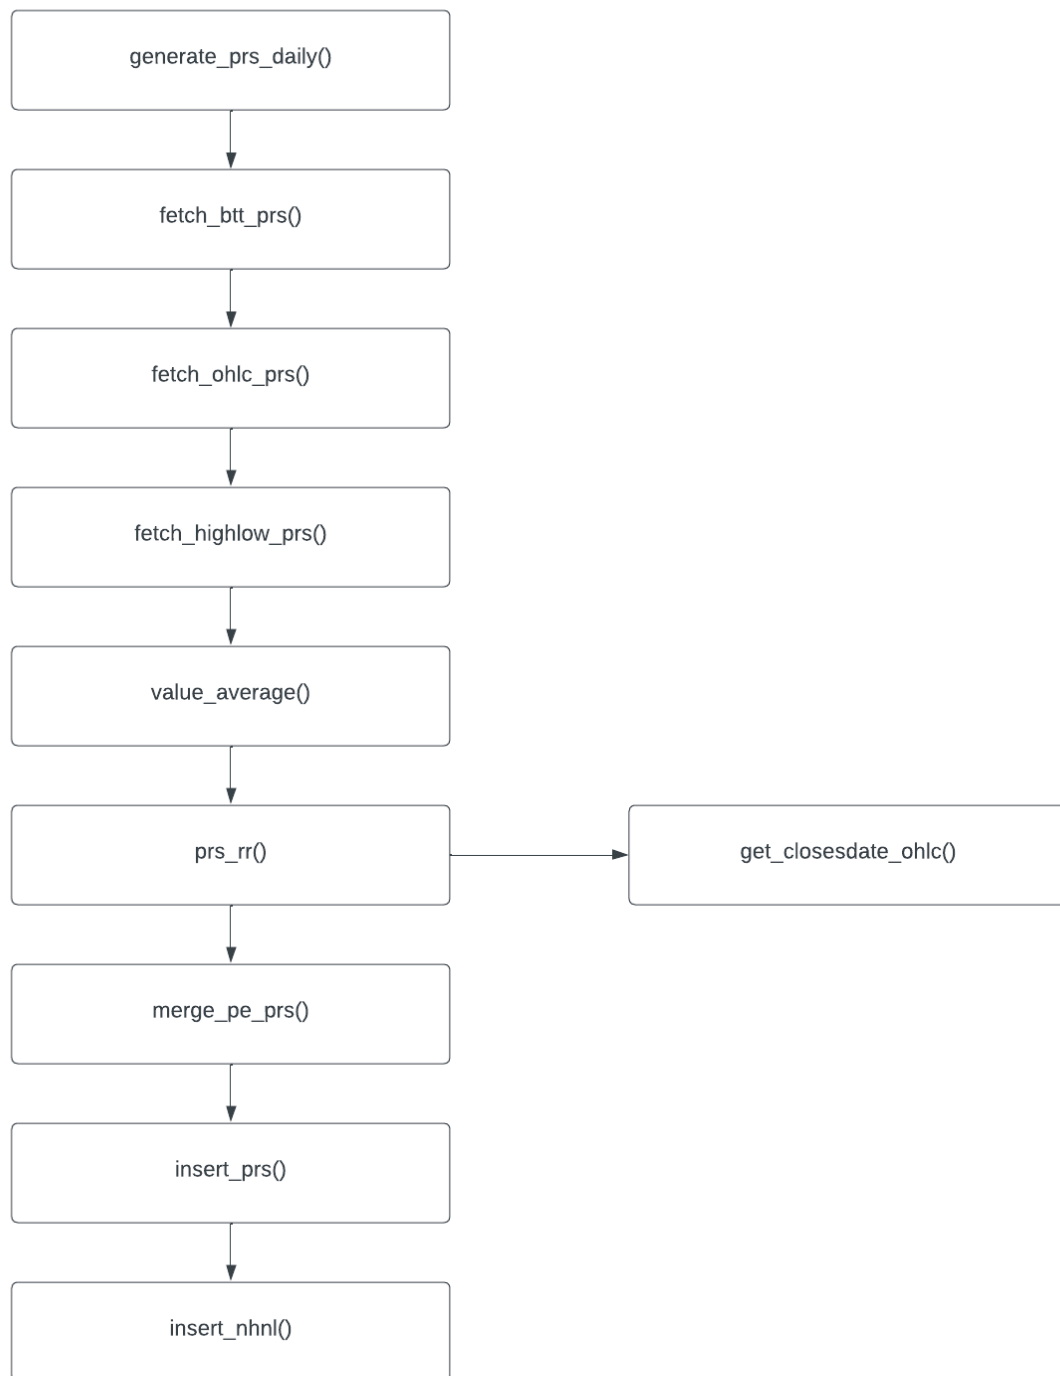 generate_prs_daily()
fetch_btt_prs()
fetch_ohlc_prs()
fetch_highlow_prs()
value_average()
prs_rr()
get_closesdate_ohlc()
merge_pe_prs()
insert_prs()
insert_nhnl()